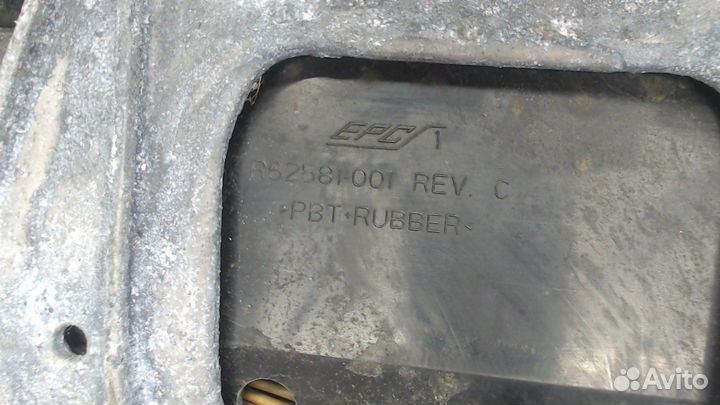 EPC 1
R62581-001 REV. C
>PBT+RUBBER<
Avito